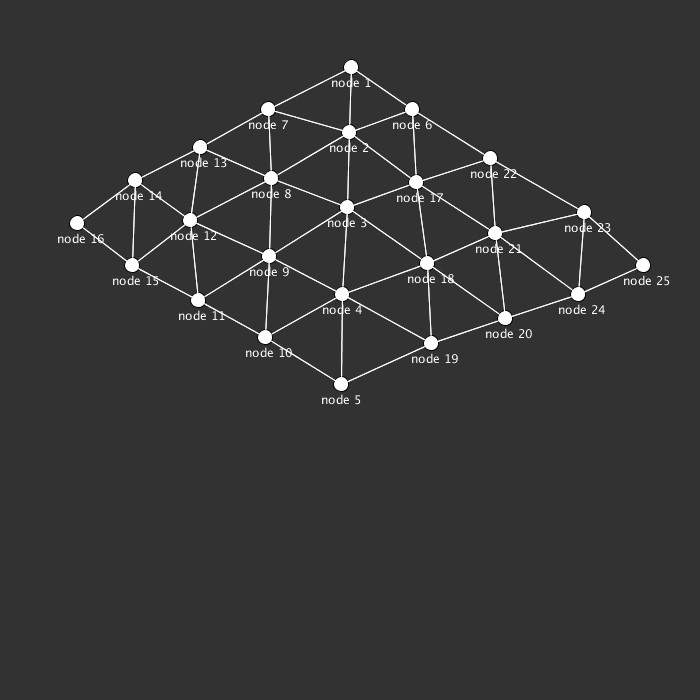 node 1
node 7
node 6
node 2
node 13
node 22
node 14
node 8
node 17
node 3
node 23
node 12
node 16
node 21
node 9
node 18
node 15
node 25
node 11
node 4
node 24
node 20
node 10
node 19
node 5